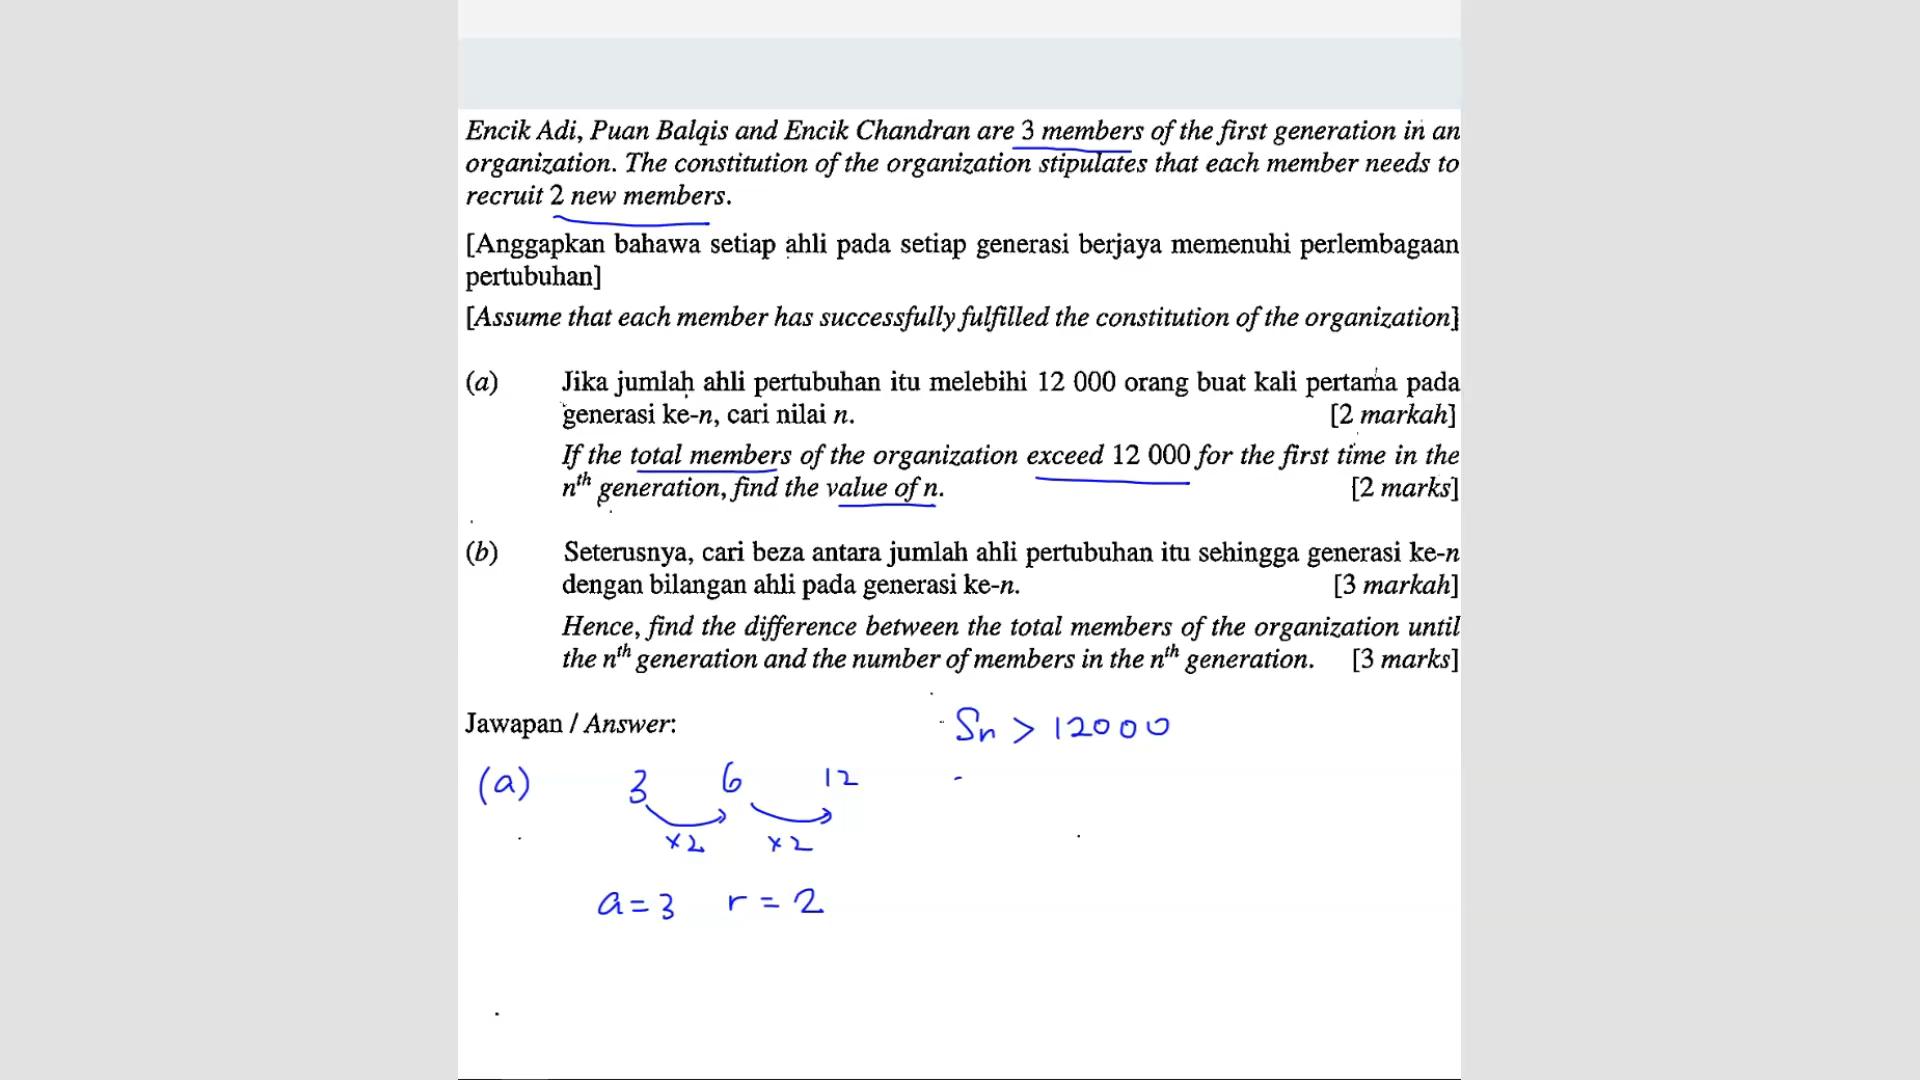 Encik Adi, Puan Balqis and Encik Chandran are 3 members of the first generation in an
organization. The constitution of the organization stipulates that each member needs to
recruit 2 new members.
[Anggapkan bahawa setiap ahli pada setiap generasi berjaya memenuhi perlembagaan
pertubuhan]
[Assume that each member has successfully fulfilled the constitution of the organization]
(a) Jika jumlah ahli pertubuhan itu melebihi 12 000 orang buat kali pertama pada
generasi ke-n, cari nilai n. [2 markah]
If the total members of the organization exceed 12 000 for the first time in the
nth generation, find the value of n. [2 marks]
(b) Seterusnya, cari beza antara jumlah ahli pertubuhan itu sehingga generasi ke-n
dengan bilangan ahli pada generasi ke-n. [3 markah]
Hence, find the difference between the total members of the organization until
the nth generation and the number of members in the nth generation. [3 marks]
Jawapan / Answer: Sn > 12000
(a) 3 6 12
×2 ×2
a = 3 r = 2